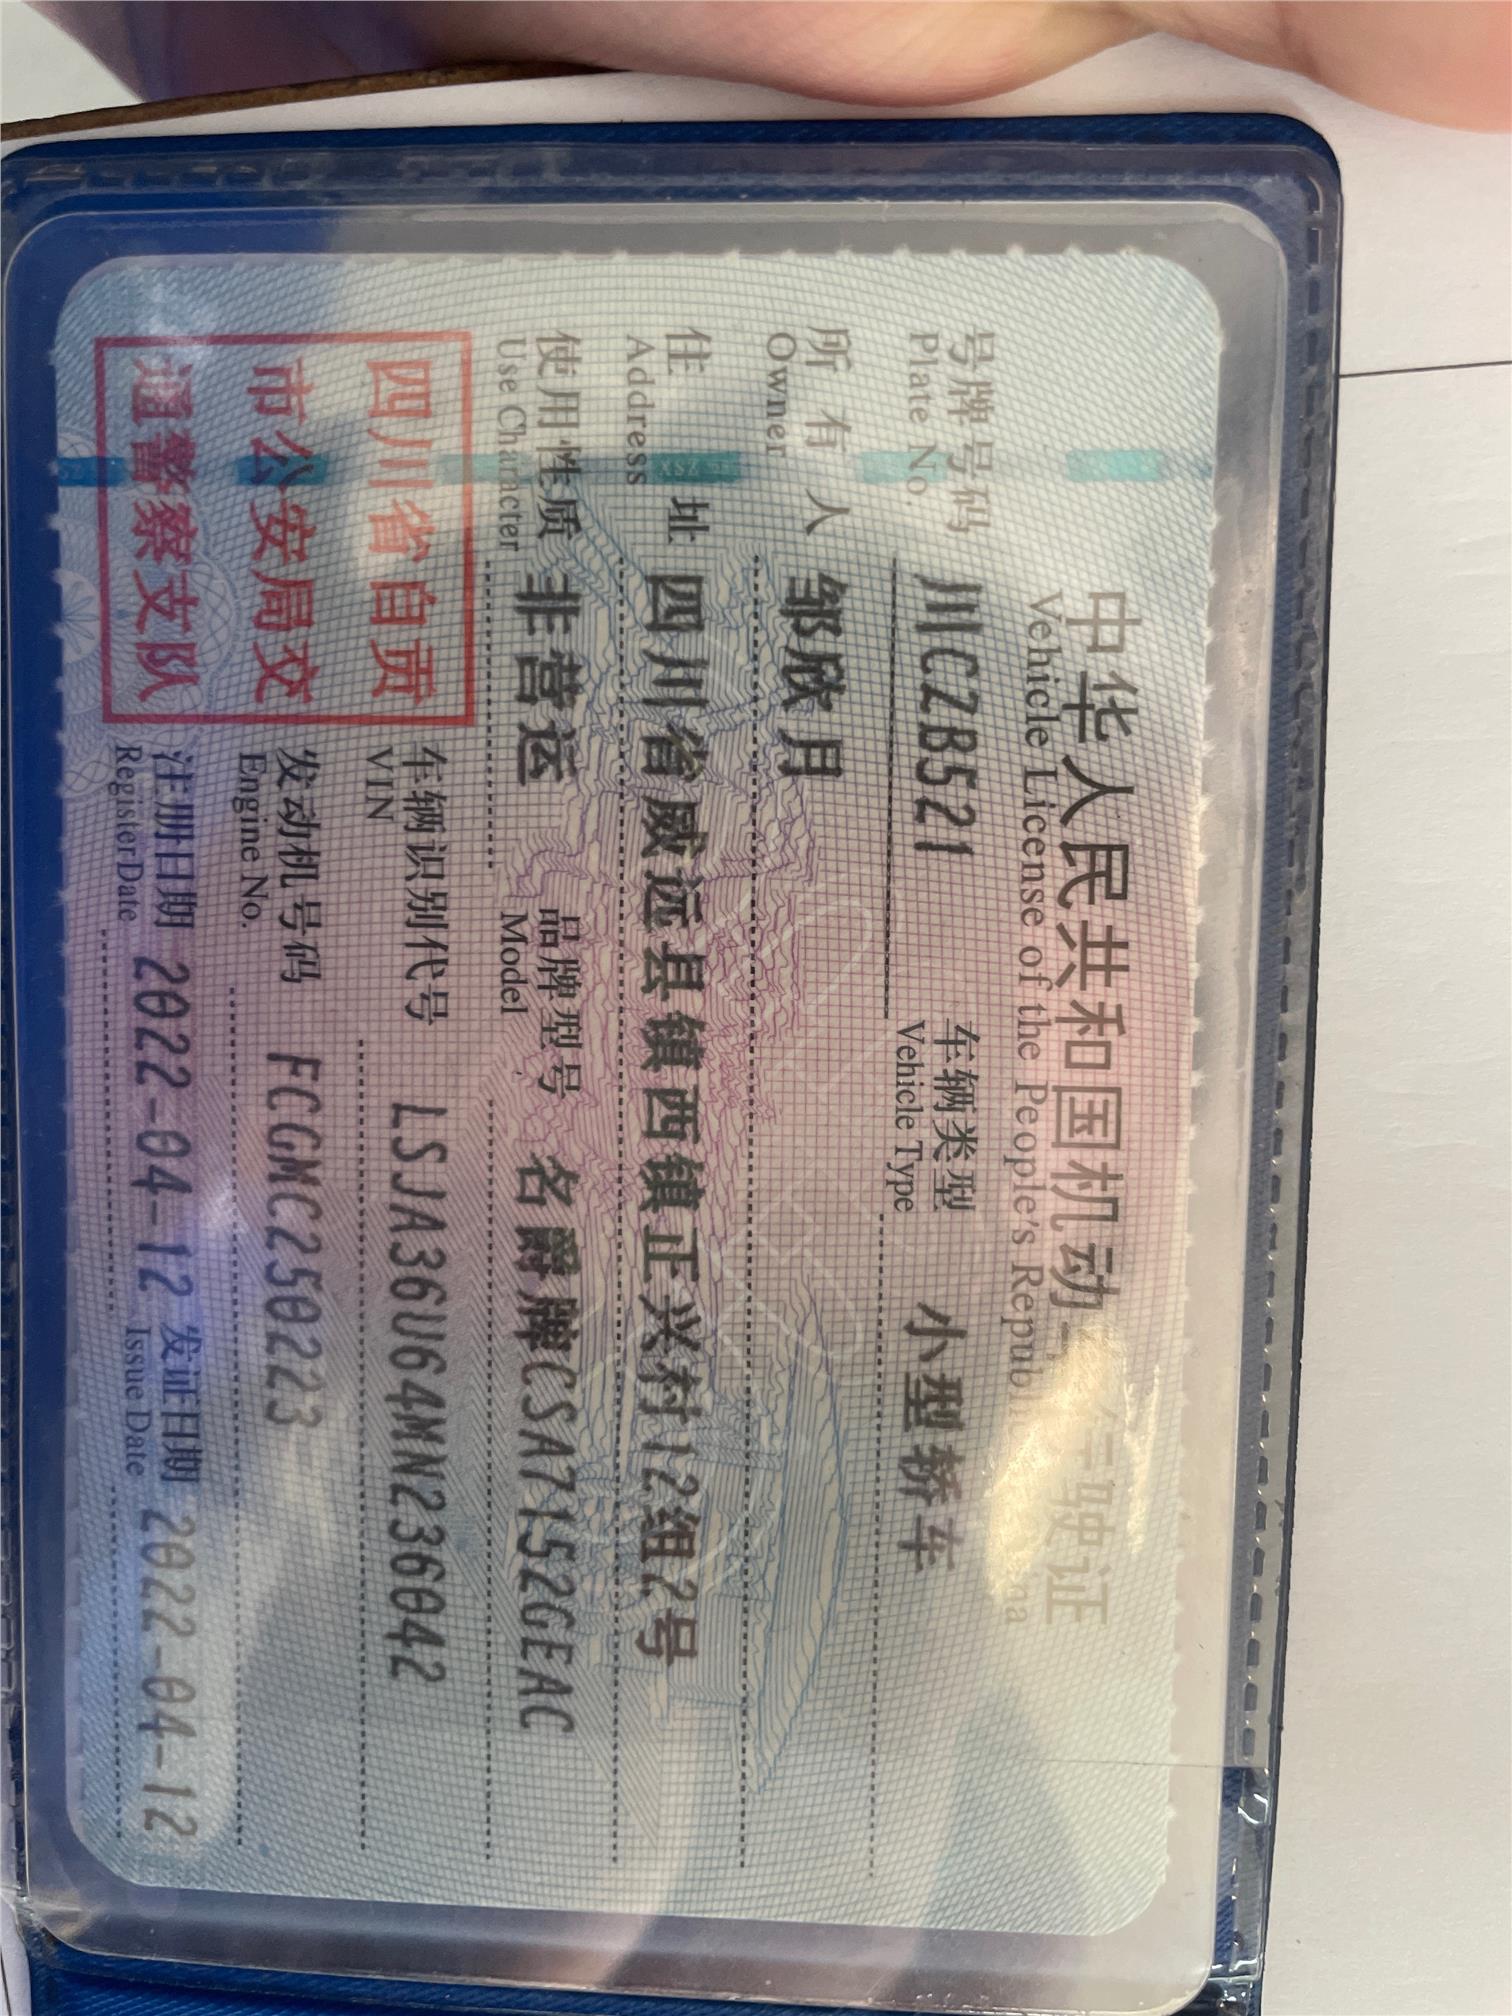 中华人民共和国机动车行驶证
Vehicle License of the People's Republic of China
号牌号码 川CZB521 车辆类型 小型轿车
Plate No. Vehicle Type
所有人 邹欣月
Owner
住址 四川省威远县镇西镇正兴村12组2号
Address
使用性质 非营运 品牌型号 名爵牌CSA7152GEAC
Use Character Model
四川省自贡
市公安局交
通警察支队
车辆识别代号 LSJA36U64MN236042
VIN
发动机号码 FCGMC250223
Engine No.
注册日期 2022-04-12 发证日期 2022-04-12
Register Date Issue Date